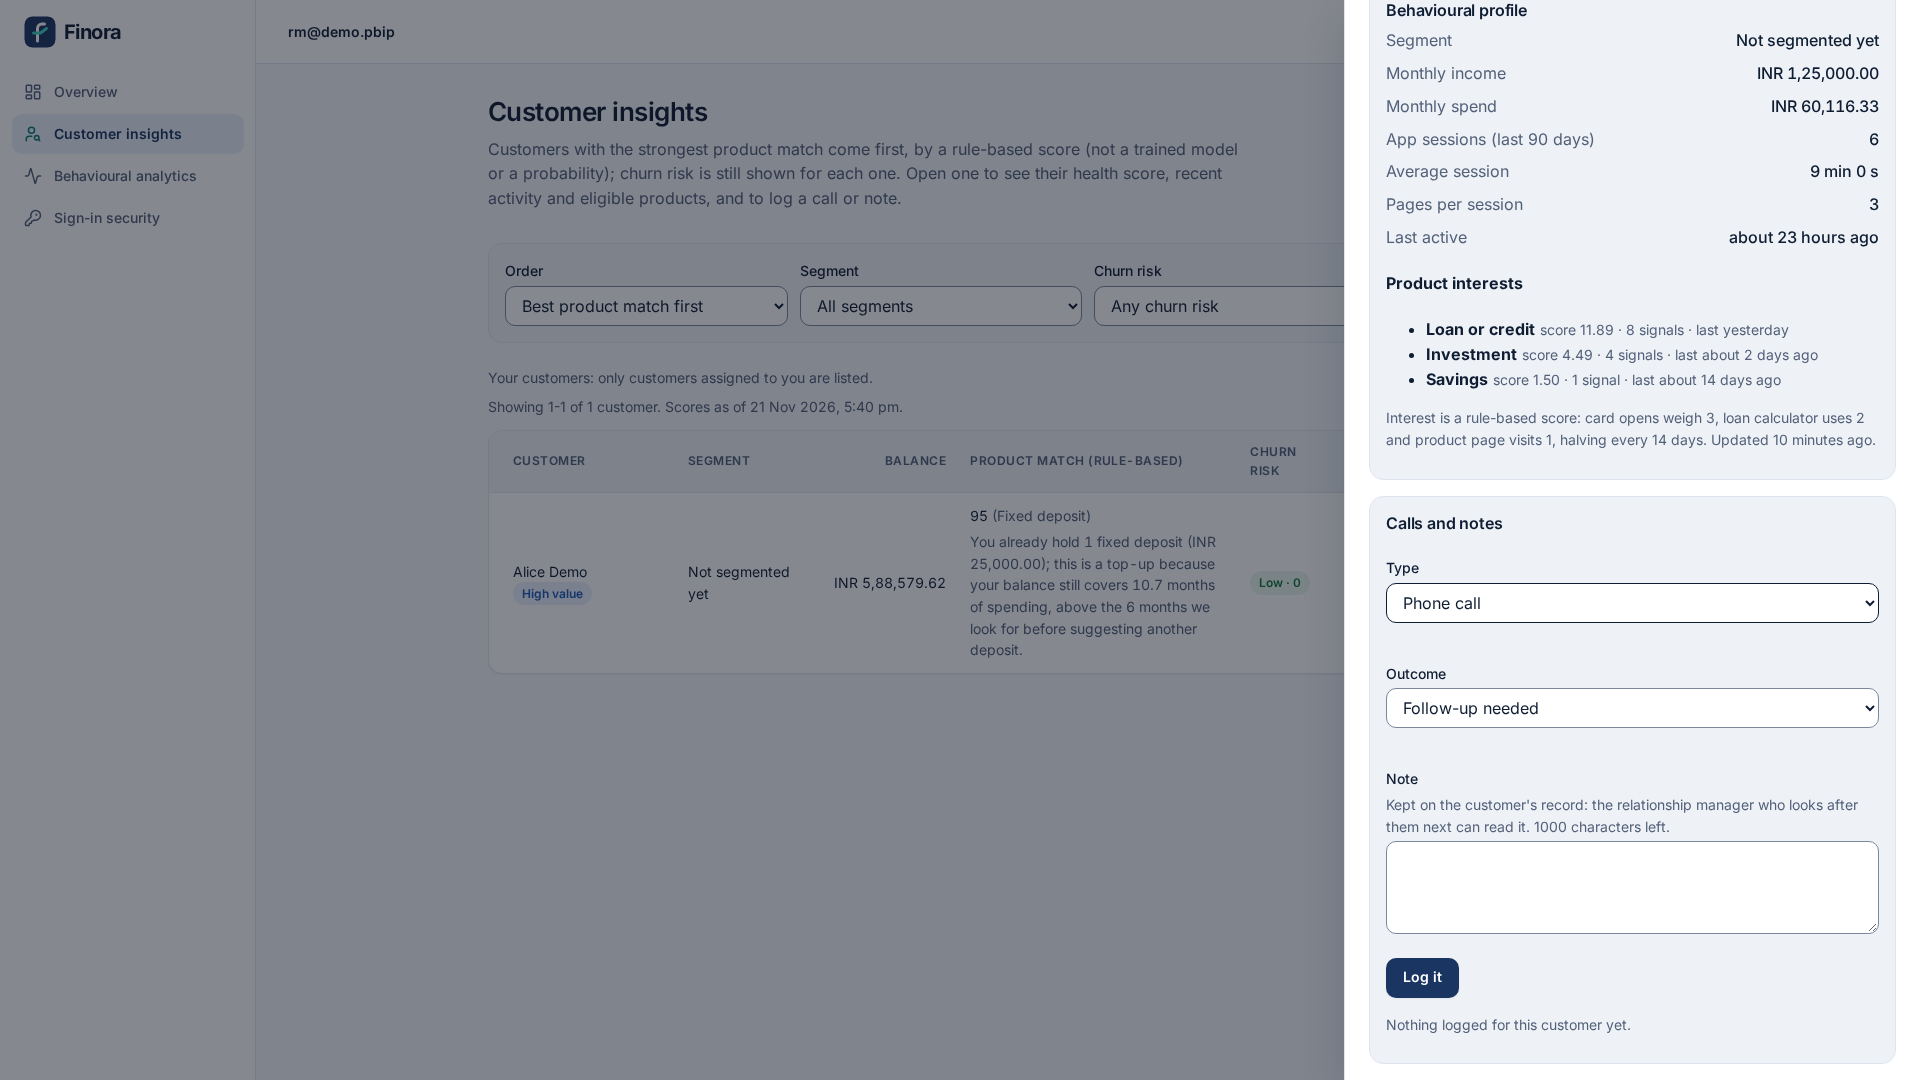 Finora
rm@demo.pbip
Overview
Customer insights
Behavioural analytics
Sign-in security
Customer insights
Customers with the strongest product match come first, by a rule-based score (not a trained model
or a probability); churn risk is still shown for each one. Open one to see their health score, recent
activity and eligible products, and to log a call or note.
Order
Segment
Churn risk
Best product match first
All segments
Any churn risk
Your customers: only customers assigned to you are listed.
Showing 1-1 of 1 customer. Scores as of 21 Nov 2026, 5:40 pm.
CUSTOMER
SEGMENT
BALANCE
PRODUCT MATCH (RULE-BASED)
CHURN
RISK
Alice Demo
High value
Not segmented
yet
INR 5,88,579.62
95 (Fixed deposit)
You already hold 1 fixed deposit (INR
25,000.00); this is a top-up because
your balance still covers 10.7 months
of spending, above the 6 months we
look for before suggesting another
deposit.
Low · 0
Behavioural profile
Segment Not segmented yet
Monthly income INR 1,25,000.00
Monthly spend INR 60,116.33
App sessions (last 90 days) 6
Average session 9 min 0 s
Pages per session 3
Last active about 23 hours ago
Product interests
• Loan or credit score 11.89 · 8 signals · last yesterday
• Investment score 4.49 · 4 signals · last about 2 days ago
• Savings score 1.50 · 1 signal · last about 14 days ago
Interest is a rule-based score: card opens weigh 3, loan calculator uses 2
and product page visits 1, halving every 14 days. Updated 10 minutes ago.
Calls and notes
Type
Phone call
Outcome
Follow-up needed
Note
Kept on the customer's record: the relationship manager who looks after
them next can read it. 1000 characters left.
Log it
Nothing logged for this customer yet.